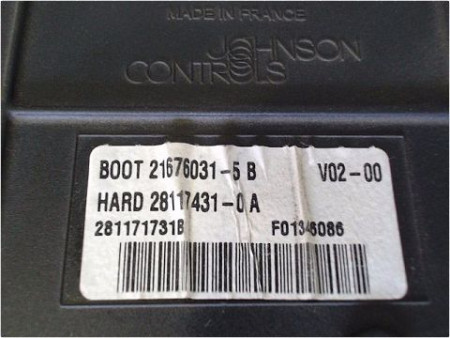 MADE IN FRANCE
JOHNSON
CONTROLS
BOOT 21676031-5 B V02-00
HARD 28117431-0 A
281171731B F01346086